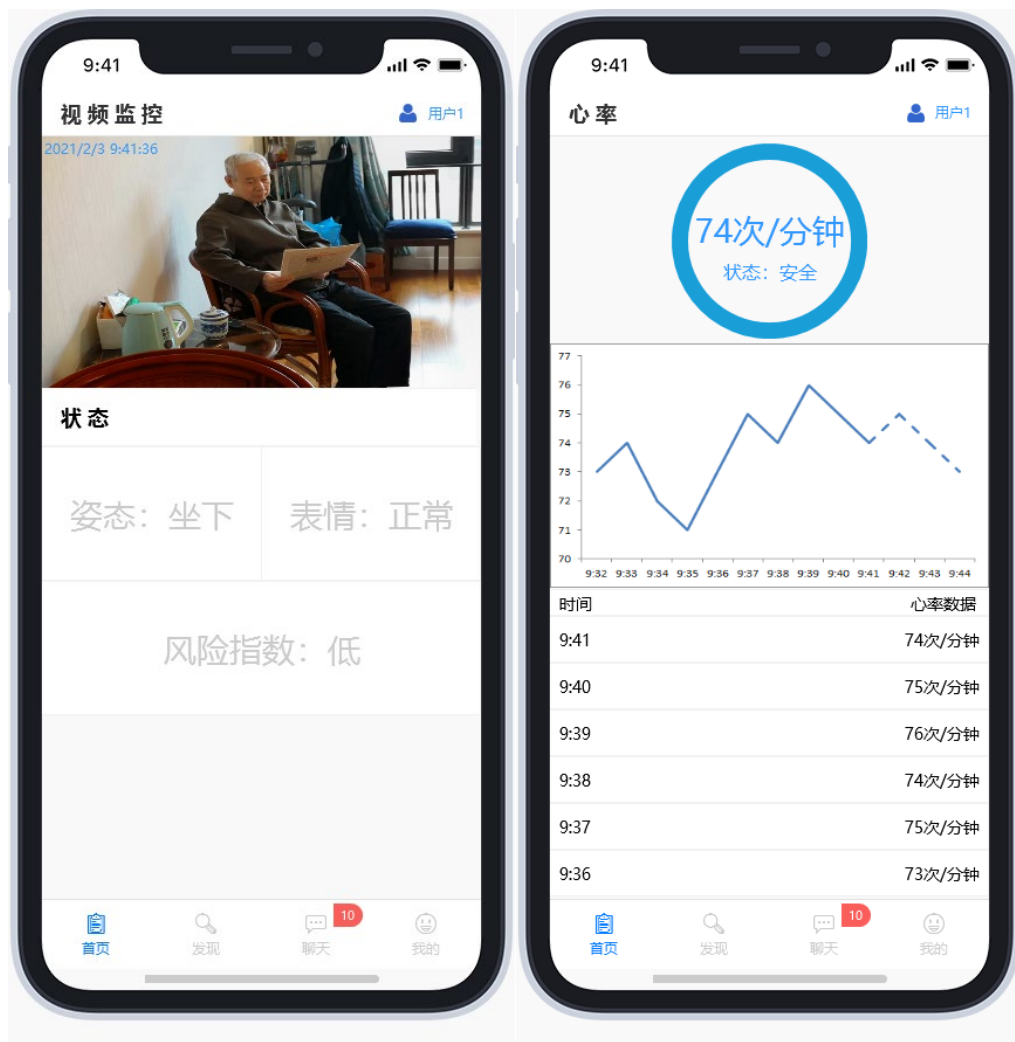 9:41
视频监控
用户1
2021/2/3 9:41:36
状态
姿态：坐下
表情：正常
风险指数：低
首页
发现
10
聊天
我的
9:41
心率
用户1
74次/分钟
状态：安全
77
76
75
74
73
72
71
70
9:32 9:33 9:34 9:35 9:36 9:37 9:38 9:39 9:40 9:41 9:42 9:43 9:44
时间 心率数据
9:41 74次/分钟
9:40 75次/分钟
9:39 76次/分钟
9:38 74次/分钟
9:37 75次/分钟
9:36 73次/分钟
首页
发现
10
聊天
我的